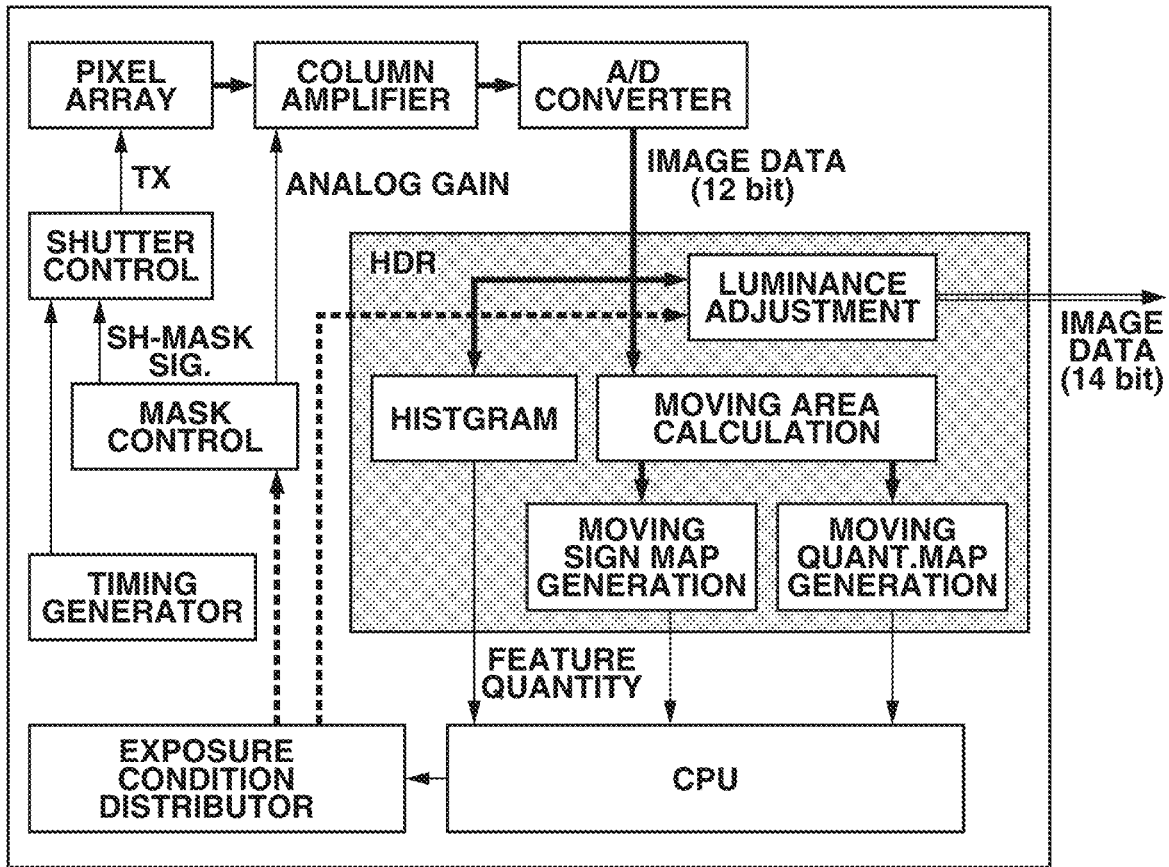 PIXEL
ARRAY
COLUMN
AMPLIFIER
A/D
CONVERTER
TX
ANALOG GAIN
IMAGE DATA
(12 bit)
SHUTTER
CONTROL
HDR
LUMINANCE
ADJUSTMENT
IMAGE
DATA
(14 bit)
SH-MASK
SIG.
MASK
CONTROL
HISTGRAM
MOVING AREA
CALCULATION
MOVING
SIGN MAP
GENERATION
MOVING
QUANT.MAP
GENERATION
TIMING
GENERATOR
FEATURE
QUANTITY
EXPOSURE
CONDITION
DISTRIBUTOR
CPU